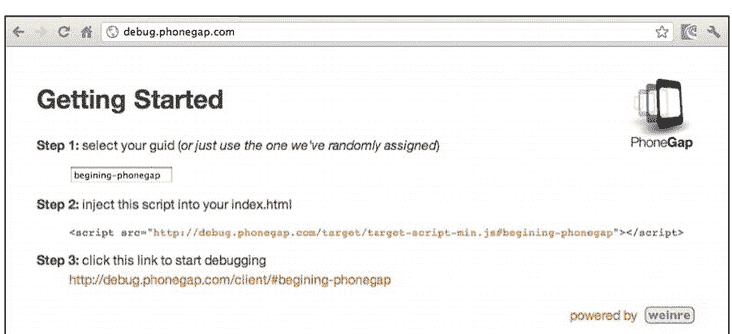 debug.phonegap.com
Getting Started
PhoneGap
Step 1: select your guid (or just use the one we've randomly assigned)
begining-phonegap
Step 2: inject this script into your index.html
<script src="http://debug.phonegap.com/target/target-script-min.js#begining-phonegap"></script>
Step 3: click this link to start debugging
http://debug.phonegap.com/client/#begining-phonegap
powered by weinre